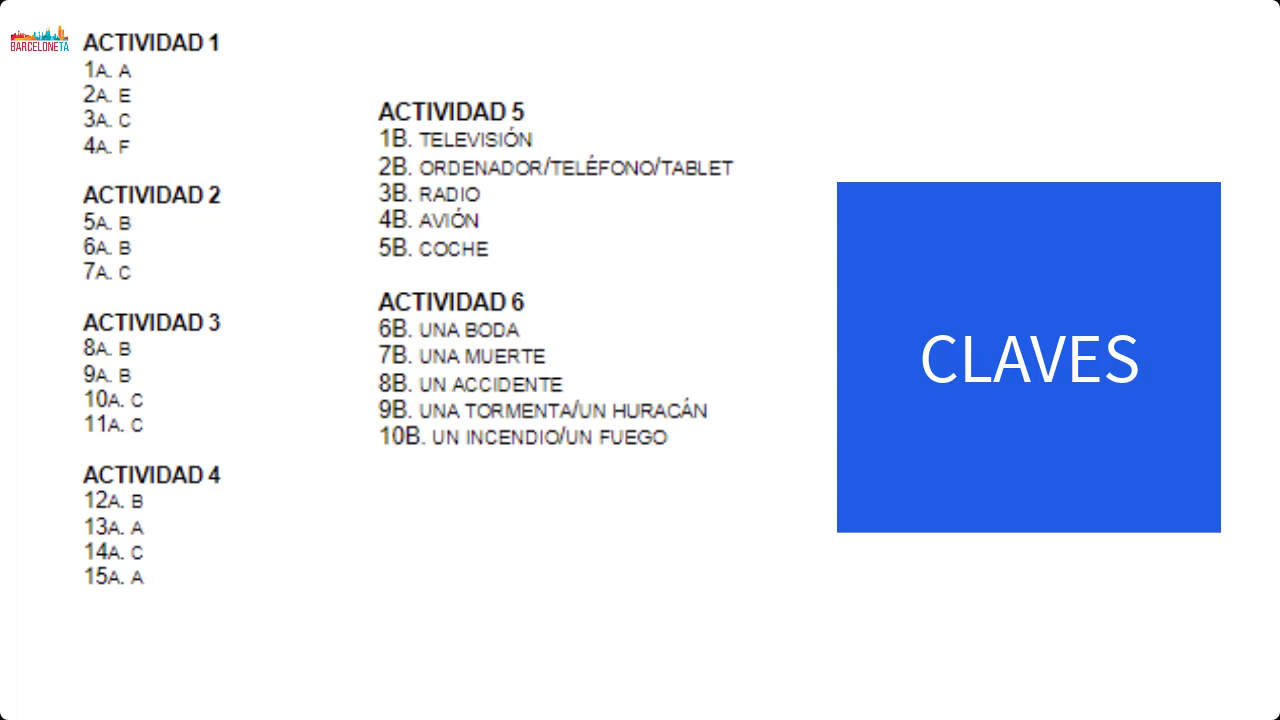 BARCELONETA
ACTIVIDAD 1
1A. A
2A. E
3A. C
4A. F
ACTIVIDAD 2
5A. B
6A. B
7A. C
ACTIVIDAD 3
8A. B
9A. B
10A. C
11A. C
ACTIVIDAD 4
12A. B
13A. A
14A. C
15A. A
ACTIVIDAD 5
1B. TELEVISIÓN
2B. ORDENADOR/TELÉFONO/TABLET
3B. RADIO
4B. AVIÓN
5B. COCHE
ACTIVIDAD 6
6B. UNA BODA
7B. UNA MUERTE
8B. UN ACCIDENTE
9B. UNA TORMENTA/UN HURACÁN
10B. UN INCENDIO/UN FUEGO
CLAVES